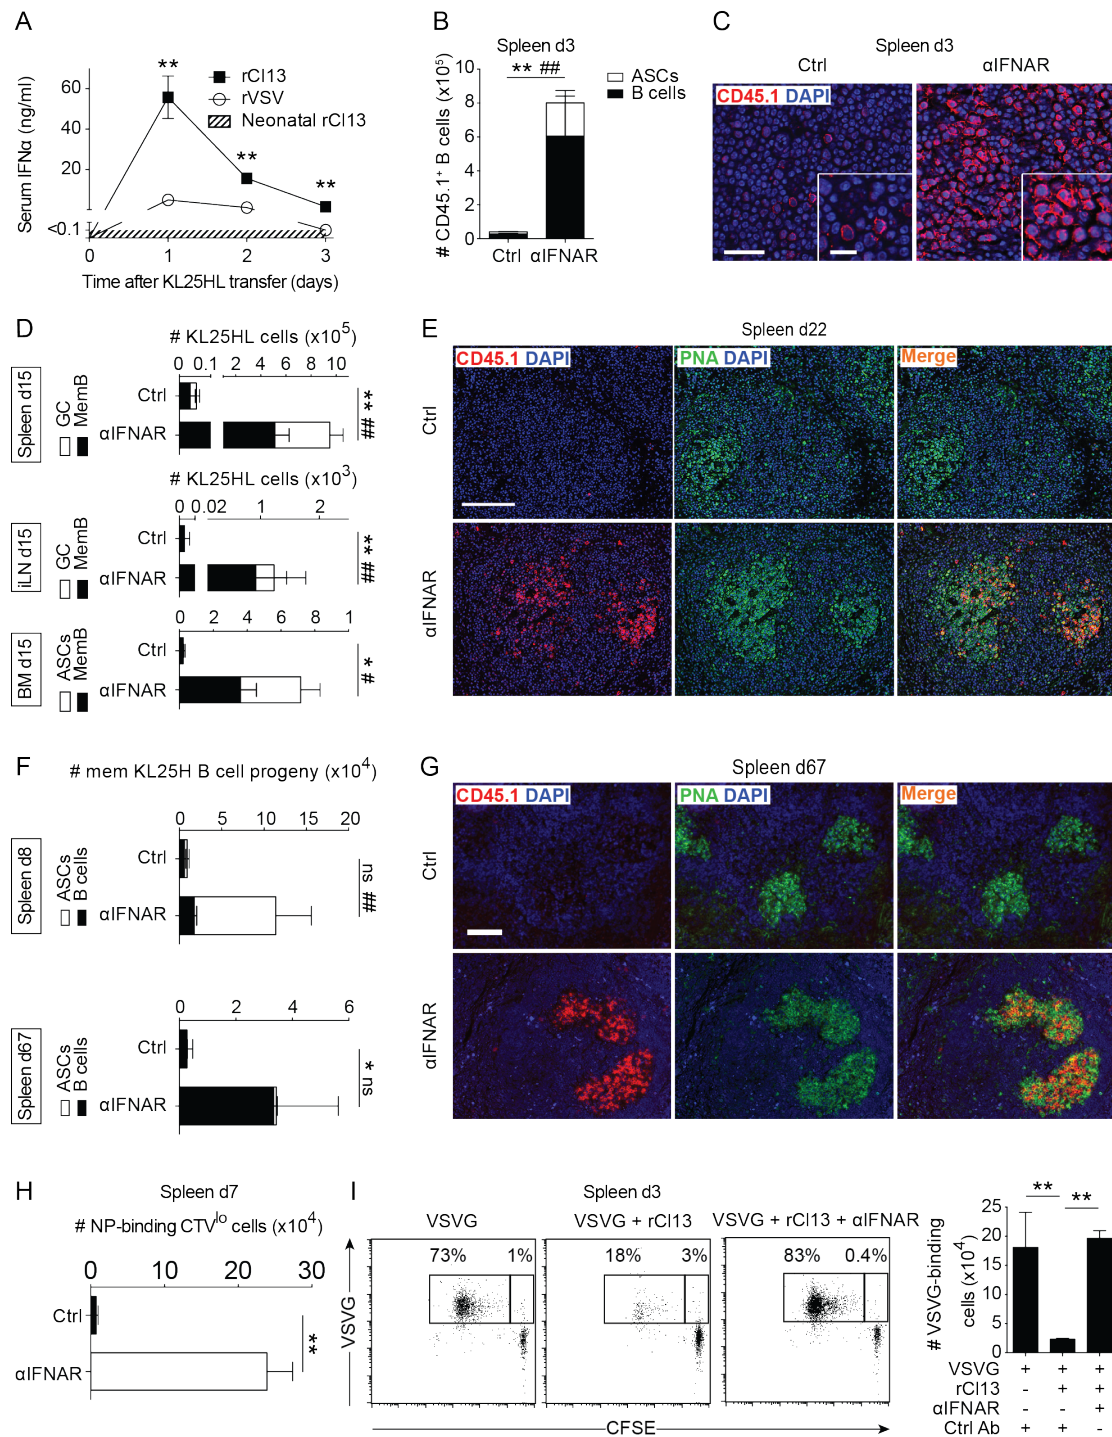 A
Serum IFNα (ng/ml)
60
40
20
<0.1
**
**
**
rCl13
rVSV
Neonatal rCl13
0 1 2 3
Time after KL25HL transfer (days)
B
Spleen d3
# CD45.1⁺ B cells (x10⁵)
10
8
6
4
2
0
** ##
ASCs
B cells
Ctrl αIFNAR
C
Spleen d3
Ctrl αIFNAR
CD45.1 DAPI
D
# KL25HL cells (x10⁵)
0 0.1 2 4 6 8 10
Spleen d15
GC
MemB
Ctrl
αIFNAR
** ##
# KL25HL cells (x10³)
0 0.02 1 2
iLN d15
GC
MemB
Ctrl
αIFNAR
** ##
0 2 4 6 8 1
BM d15
ASCs
MemB
Ctrl
αIFNAR
* #
E
Spleen d22
CD45.1 DAPI
PNA DAPI
Merge
Ctrl
αIFNAR
F
# mem KL25H B cell progeny (x10⁴)
0 5 10 15 20
Spleen d8
ASCs
B cells
Ctrl
αIFNAR
ns ##
0 2 4 6
Spleen d67
ASCs
B cells
Ctrl
αIFNAR
* ns
G
Spleen d67
CD45.1 DAPI
PNA DAPI
Merge
Ctrl
αIFNAR
H
Spleen d7
# NP-binding CTVˡᵒ cells (x10⁴)
0 10 20 30
Ctrl
αIFNAR
**
I
Spleen d3
VSVG
VSVG + rCl13
VSVG + rCl13 + αIFNAR
73% 1%
18% 3%
83% 0.4%
VSVG
CFSE
# VSVG-binding
cells (x10⁴)
25
20
15
10
5
0
** **
VSVG + + +
rCl13 - + +
αIFNAR - - +
Ctrl Ab + + -